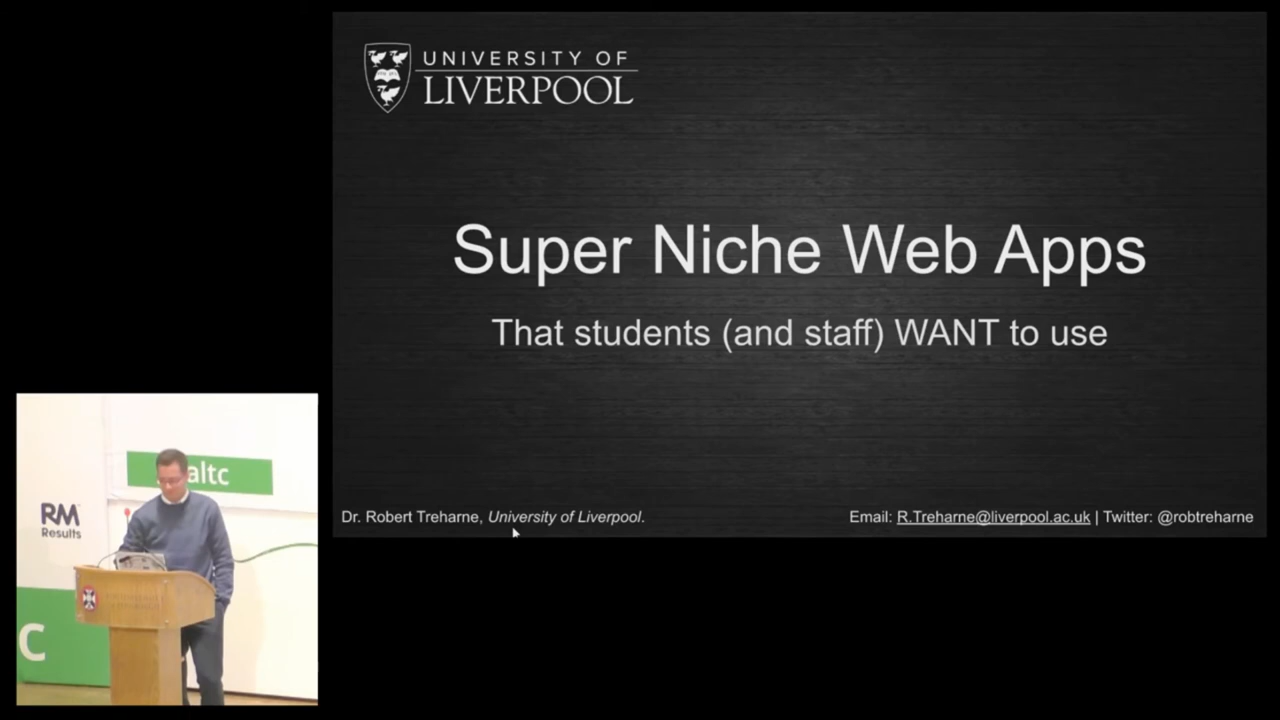 UNIVERSITY OF
LIVERPOOL
Super Niche Web Apps
That students (and staff) WANT to use
Dr. Robert Treharne, University of Liverpool.
Email: R.Treharne@liverpool.ac.uk | Twitter: @robtreharne
altc
RM
Results
C